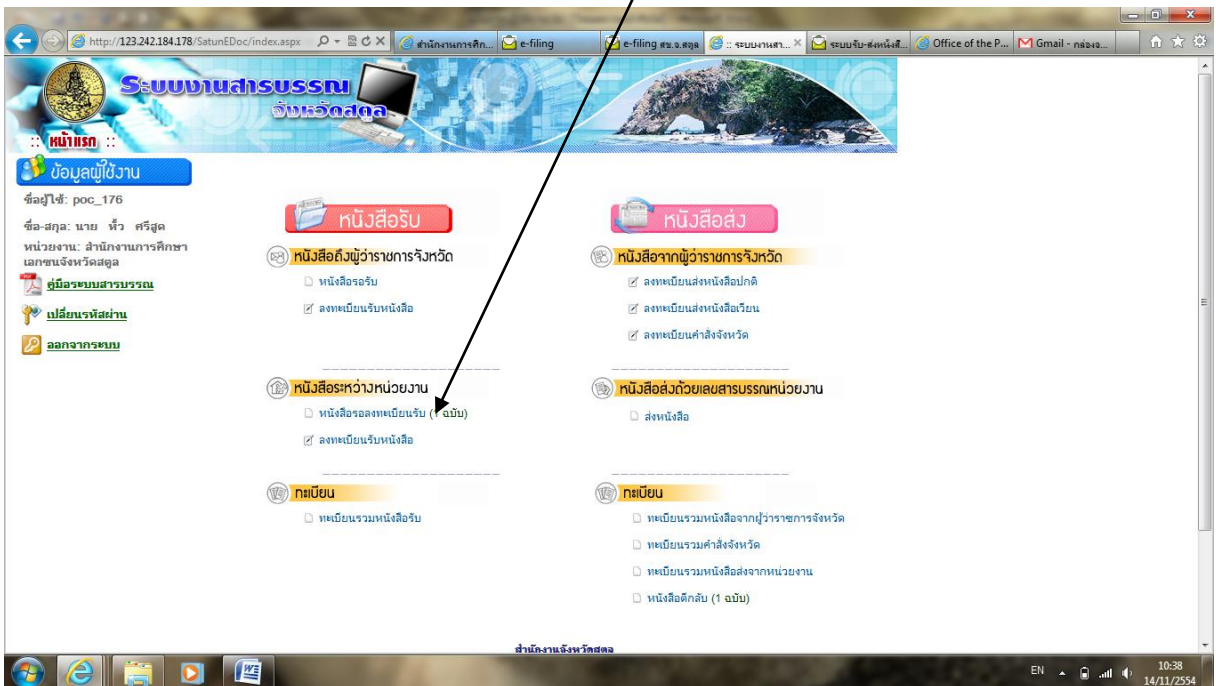 http://123.242.184.178/SatunEDoc/index.aspx
สำนักงานการศึก...
e-filing
e-filing สช.จ.สตูล
:: ระบบงานสา...
ระบบรับ-ส่งหนังสื...
Office of the P...
Gmail - กล่องจ...
ระบบงานสารบรรณ
จังหวัดสตูล
:: หน้าแรก ::
ข้อมูลผู้ใช้งาน
ชื่อผู้ใช้: poc_176
ชื่อ-สกุล: นาย หั้ว ศรีสูด
หน่วยงาน: สำนักงานการศึกษา
เอกชนจังหวัดสตูล
คู่มือระบบสารบรรณ
เปลี่ยนรหัสผ่าน
ออกจากระบบ
หนังสือรับ
หนังสือถึงผู้ว่าราชการจังหวัด
หนังสือรอรับ
ลงทะเบียนรับหนังสือ
หนังสือระหว่างหน่วยงาน
หนังสือรอลงทะเบียนรับ (1 ฉบับ)
ลงทะเบียนรับหนังสือ
ทะเบียน
ทะเบียนรวมหนังสือรับ
หนังสือส่ง
หนังสือจากผู้ว่าราชการจังหวัด
ลงทะเบียนส่งหนังสือปกติ
ลงทะเบียนส่งหนังสือเวียน
ลงทะเบียนคำสั่งจังหวัด
หนังสือส่งด้วยเลขสารบรรณหน่วยงาน
ส่งหนังสือ
ทะเบียน
ทะเบียนรวมหนังสือจากผู้ว่าราชการจังหวัด
ทะเบียนรวมคำสั่งจังหวัด
ทะเบียนรวมหนังสือส่งจากหน่วยงาน
หนังสือตีกลับ (1 ฉบับ)
สำนักงานจังหวัดสตูล
EN
10:38
14/11/2554